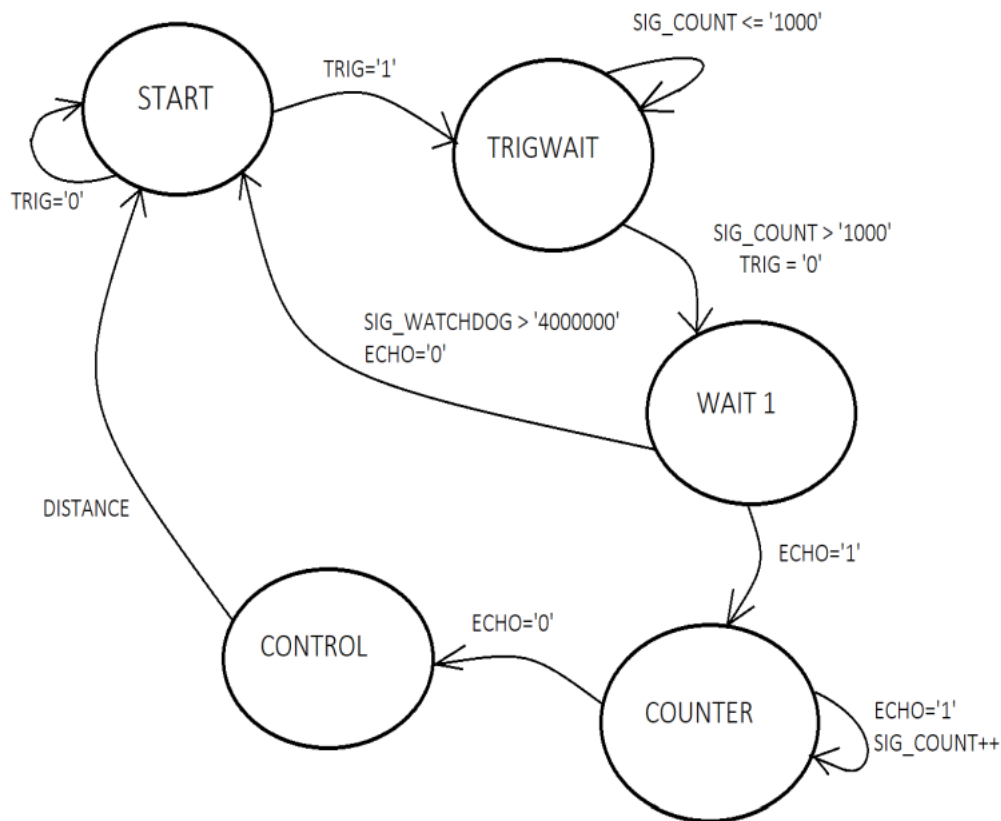 SIG_COUNT <= '1000'
TRIG='1'
START
TRIGWAIT
TRIG='0'
SIG_COUNT > '1000'
TRIG = '0'
SIG_WATCHDOG > '4000000'
ECHO='0'
WAIT 1
DISTANCE
ECHO='1'
ECHO='0'
CONTROL
COUNTER
ECHO='1'
SIG_COUNT++